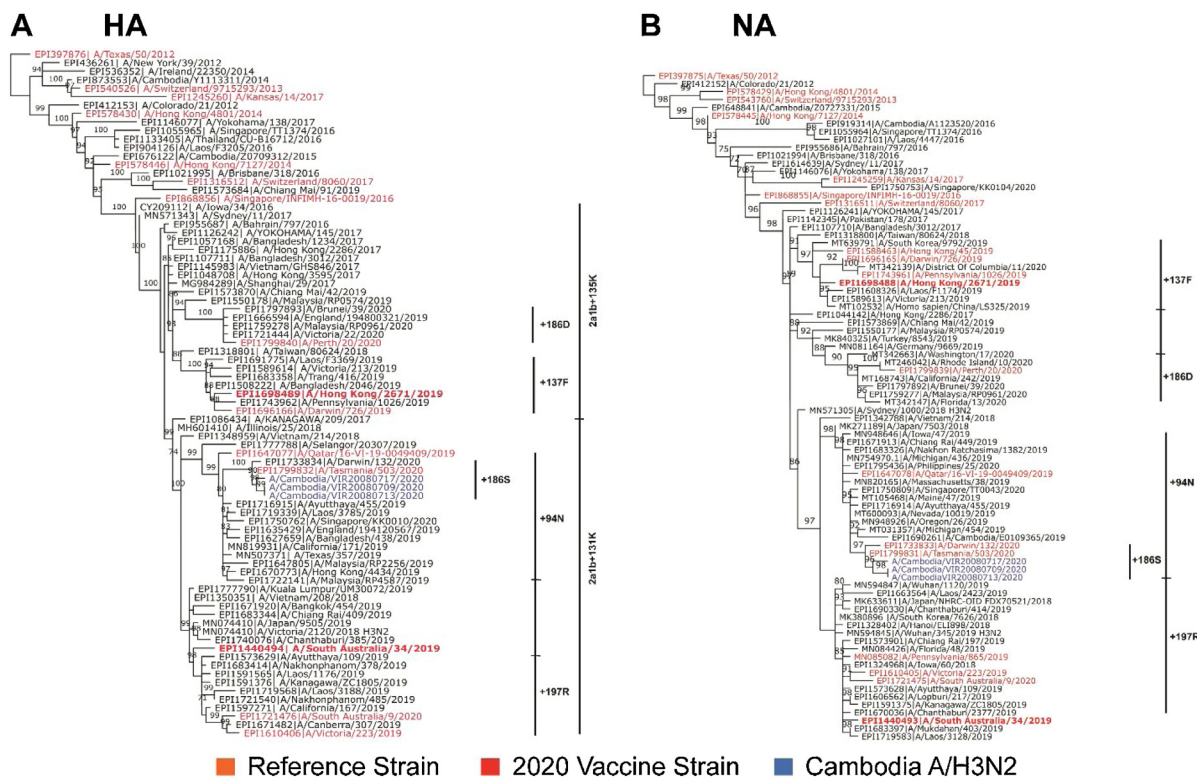 A HA
EPI397876| A/Texas/50/2012
EPI436261| A/New York/39/2012
EPI536352 | A/Ireland/22350/2014
EPI873553 | A/Cambodia/Y1113311/2014
EPI540526 | A/Switzerland/9715293/2013
EPI1245260 | A/Kansas/14/2017
EPI412153 | A/Colorado/21/2012
EPI578430 | A/Hong Kong/4801/2014
EPI1146077 | A/Yokohama/138/2017
EPI1055965 | A/Singapore/TT1374/2016
EPI1133405 | A/Thailand/CU-B16712/2016
EPI904126 | A/Laos/F3205/2016
EPI676122 | A/Cambodia/Z0709312/2015
EPI578446 | A/Hong Kong/7127/2014
EPI1021995 | A/Brisbane/318/2016
EPI1316512 | A/Switzerland/8060/2017
EPI1573684 | A/Chiang Mai/91/2019
EPI868856 | A/Singapore/INFIMH-16-0019/2016
CY209112 | A/Iowa/34/2016
MN571343 | A/Sydney/11/2017
EPI955687 | A/Bahrain/797/2016
EPI1126242 | A/YOKOHAMA/145/2017
EPI1057168 | A/Bangladesh/1234/2017
EPI1175886 | A/Hong Kong/2286/2017
EPI1107711 | A/Bangladesh/3012/2017
EPI1145983 | A/Vietnam/GHS846/2017
EPI1048708 | A/Hong Kong/3595/2017
MG984289 | A/Shanghai/29/2017
EPI1573870 | A/Chiang Mai/42/2019
EPI1550178 | A/Malaysia/RP0574/2019
EPI1797893|A/Brunei/39/2020
EPI1666594 | A/England/194800321/2019
EPI1759278 | A/Malaysia/RP0961/2020
EPI1721444 | A/Victoria/22/2020
EPI1799840 | A/Perth/20/2020
EPI1318801| A/Taiwan/80624/2018
EPI1691775 | A/Laos/F3369/2019
EPI1589614 | A/Victoria/213/2019
EPI1683358 | A/Trang/416/2019
EPI1508222 | A/Bangladesh/2046/2019
EPI1698489 | A/Hong Kong/2671/2019
EPI1743962 | A/Pennsylvania/1026/2019
EPI1696166 | A/Darwin/726/2019
EPI1086434 | A/KANAGAWA/209/2017
MH601410 | A/Illinois/25/2018
EPI1348959 | A/Vietnam/214/2018
EPI1777788 | A/Selangor/20307/2019
EPI1647077 | A/Qatar/16-VI-19-0049409/2019
EPI1733834 | A/Darwin/132/2020
EPI1799832 | A/Tasmania/503/2020
A/Cambodia/VIR20080717/2020
A/Cambodia/VIR20080709/2020
A/Cambodia/VIR20080713/2020
EPI1716915 | A/Ayutthaya/455/2019
EPI1719339 | A/Laos/3785/2019
EPI1750762 | A/Singapore/KK0010/2020
EPI1635429 | A/England/194120567/2019
EPI1627659 | A/Bangladesh/438/2019
MN819931 | A/California/171/2019
MN507371 | A/Texas/357/2019
EPI1647805 | A/Malaysia/RP2256/2019
EPI1670773 | A/Hong Kong/4434/2019
EPI1722141 | A/Malaysia/RP4587/2019
EPI1777790 | A/Kuala Lumpur/UM30072/2019
EPI1350351 | A/Vietnam/208/2018
EPI1671920 | A/Bangkok/454/2019
EPI1683344 | A/Chiang Rai/409/2019
MN074410 | A/Japan/9505/2019
MN074410 | A/Victoria/2120/2018 H3N2
EPI1740076 | A/Chanthaburi/385/2019
EPI1440494 | A/South Australia/34/2019
EPI1573629 | A/Ayutthaya/109/2019
EPI1683414 | A/Nakhonphanom/378/2019
EPI1591565 | A/Laos/1176/2019
EPI1591376 | A/Kanagawa/ZC1805/2019
EPI1719568 | A/Laos/3188/2019
EPI1721540 | A/Nakhonphanom/485/2019
EPI1597271 | A/California/167/2019
EPI1721476 | A/South Australia/9/2020
EPI1671482 | A/Canberra/307/2019
EPI1610406 | A/Victoria/223/2019
+186D
+137F
2a1b+135K
+186S
+94N
2a1b+131K
+197R
B NA
EPI397875|A/Texas/50/2012
EPI412152|A/Colorado/21/2012
EPI578429|A/Hong Kong/4801/2014
EPI543760|A/Switzerland/9715293/2013
EPI648841|A/Cambodia/Z0727331/2015
EPI578445|A/Hong Kong/7127/2014
EPI919314|A/Cambodia/A1123520/2016
EPI1055964|A/Singapore/TT1374/2016
EPI1027101|A/Laos/4447/2016
EPI955686|A/Bahrain/797/2016
EPI1021994|A/Brisbane/318/2016
EPI1614639|A/Sydney/11/2017
EPI1146076|A/Yokohama/138/2017
EPI1245259|A/Kansas/14/2017
EPI1750753|A/Singapore/KK0104/2020
EPI868855|A/Singapore/INFIMH-16-0019/2016
EPI1316511|A/Switzerland/8060/2017
EPI1126241|A/YOKOHAMA/145/2017
EPI1142345|A/Pakistan/178/2017
EPI1107710|A/Bangladesh/3012/2017
EPI1318800|A/Taiwan/80624/2018
MT639791|A/South Korea/9792/2019
EPI1588463|A/Hong Kong/45/2019
EPI1696165|A/Darwin/726/2019
MT342139|A/District Of Columbia/11/2020
EPI1743961|A/Pennsylvania/1026/2019
EPI1698488|A/Hong Kong/2671/2019
EPI1608326|A/Laos/F1174/2019
EPI1589613|A/Victoria/213/2019
MT102532|A/Homo sapien/China/LS325/2019
EPI1044142|A/Hong Kong/2286/2017
EPI1573869|A/Chiang Mai/42/2019
EPI1550177|A/Malaysia/RP0574/2019
MK840325|A/Turkey/8543/2019
MN081164|A/Germany/9669/2019
MT342663|A/Washington/17/2020
MT246042|A/Rhode Island/10/2020
EPI1799839|A/Perth/20/2020
MT168743|A/California/242/2019
EPI1797892|A/Brunei/39/2020
EPI1759277|A/Malaysia/RP0961/2020
MT342147|A/Florida/13/2020
MN571305|A/Sydney/1000/2018 H3N2
EPI1342788|A/Vietnam/214/2018
MK271189|A/Japan/7503/2018
MN948646|A/Iowa/47/2019
EPI1671913|A/Chiang Rai/449/2019
EPI1683326|A/Nakhon Ratchasima/1382/2019
MN754970.1|A/Michigan/436/2019
EPI1795436|A/Philippines/25/2020
EPI1647078|A/Qatar/16-VI-19-0049409/2019
MN820165|A/Massachusetts/38/2019
EPI1750809|A/Singapore/TT0043/2020
MT105468|A/Maine/47/2019
EPI1716914|A/Ayutthaya/455/2019
MT600093|A/Nevada/10019/2019
MN948926|A/Oregon/26/2019
MT031357|A/Michigan/454/2019
EPI1690261|A/Cambodia/E0109365/2019
EPI1733833|A/Darwin/132/2020
EPI1799831|A/Tasmania/503/2020
A/Cambodia/VIR20080717/2020
A/Cambodia/VIR20080709/2020
A/CambodiaVIR20080713/2020
MN594847|A/Wuhan/1120/2019
EPI1663564|A/Laos/2423/2019
MK633611|A/Japan/NHRC-OID_FDX70521/2018
EPI1690330|A/Chanthaburi/414/2019
MK380896|A/South Korea/7626/2018
EPI1328402|A/Hanoi/ELI898/2018
MN594845|A/Wuhan/345/2019 H3N2
EPI1573901|A/Chiang Rai/197/2019
MN084426|A/Florida/48/2019
MN085082|A/Pennsylvania/865/2019
EPI1324968|A/Iowa/60/2018
EPI1610405|A/Victoria/223/2019
EPI1721475|A/South Australia/9/2020
EPI1573628|A/Ayutthaya/109/2019
EPI1606562|A/Lopburi/217/2019
EPI1591375|A/Kanagawa/ZC1805/2019
EPI1670036|A/Chanthaburi/2377/2019
EPI1440493|A/South Australia/34/2019
EPI1683397|A/Mukdahan/403/2019
EPI1719583|A/Laos/3128/2019
+137F
+186D
+94N
+186S
+197R
Reference Strain 2020 Vaccine Strain Cambodia A/H3N2